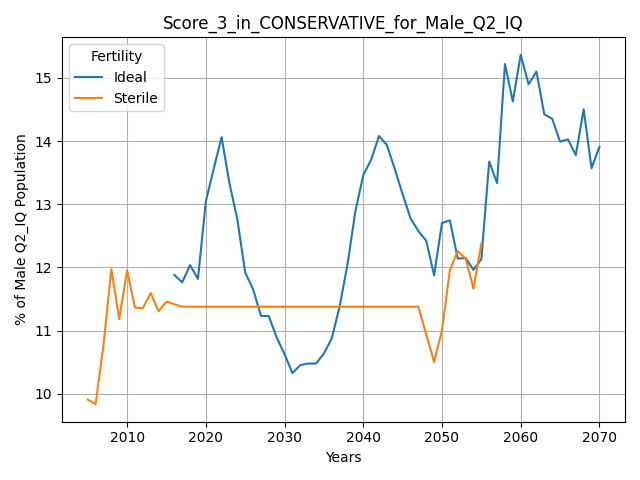 Score_3_in_CONSERVATIVE_for_Male_Q2_IQ
Fertility
Ideal
Sterile
% of Male Q2_IQ Population
15
14
13
12
11
10
2010 2020 2030 2040 2050 2060 2070
Years